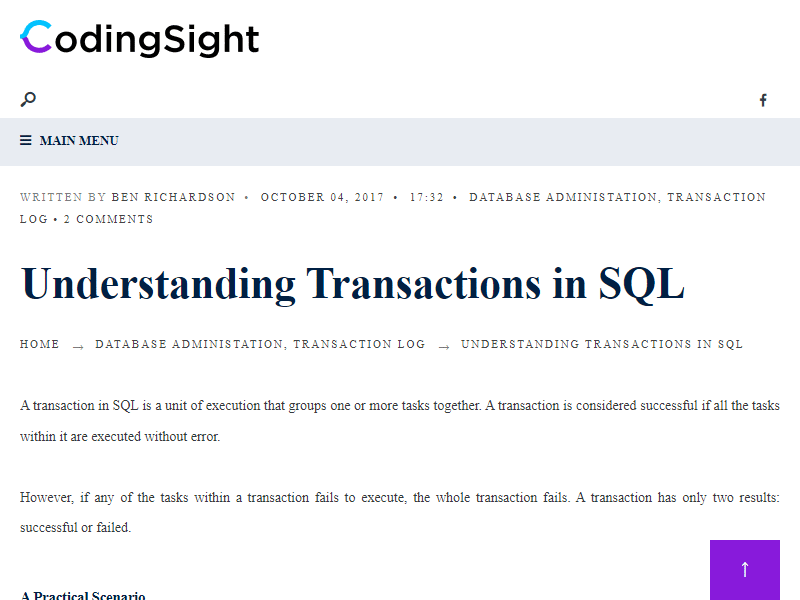 CodingSight
MAIN MENU
WRITTEN BY BEN RICHARDSON • OCTOBER 04, 2017 • 17:32 • DATABASE ADMINISTATION, TRANSACTION
LOG • 2 COMMENTS
Understanding Transactions in SQL
HOME → DATABASE ADMINISTATION, TRANSACTION LOG → UNDERSTANDING TRANSACTIONS IN SQL
A transaction in SQL is a unit of execution that groups one or more tasks together. A transaction is considered successful if all the tasks
within it are executed without error.
However, if any of the tasks within a transaction fails to execute, the whole transaction fails. A transaction has only two results:
successful or failed.
A Practical Scenario